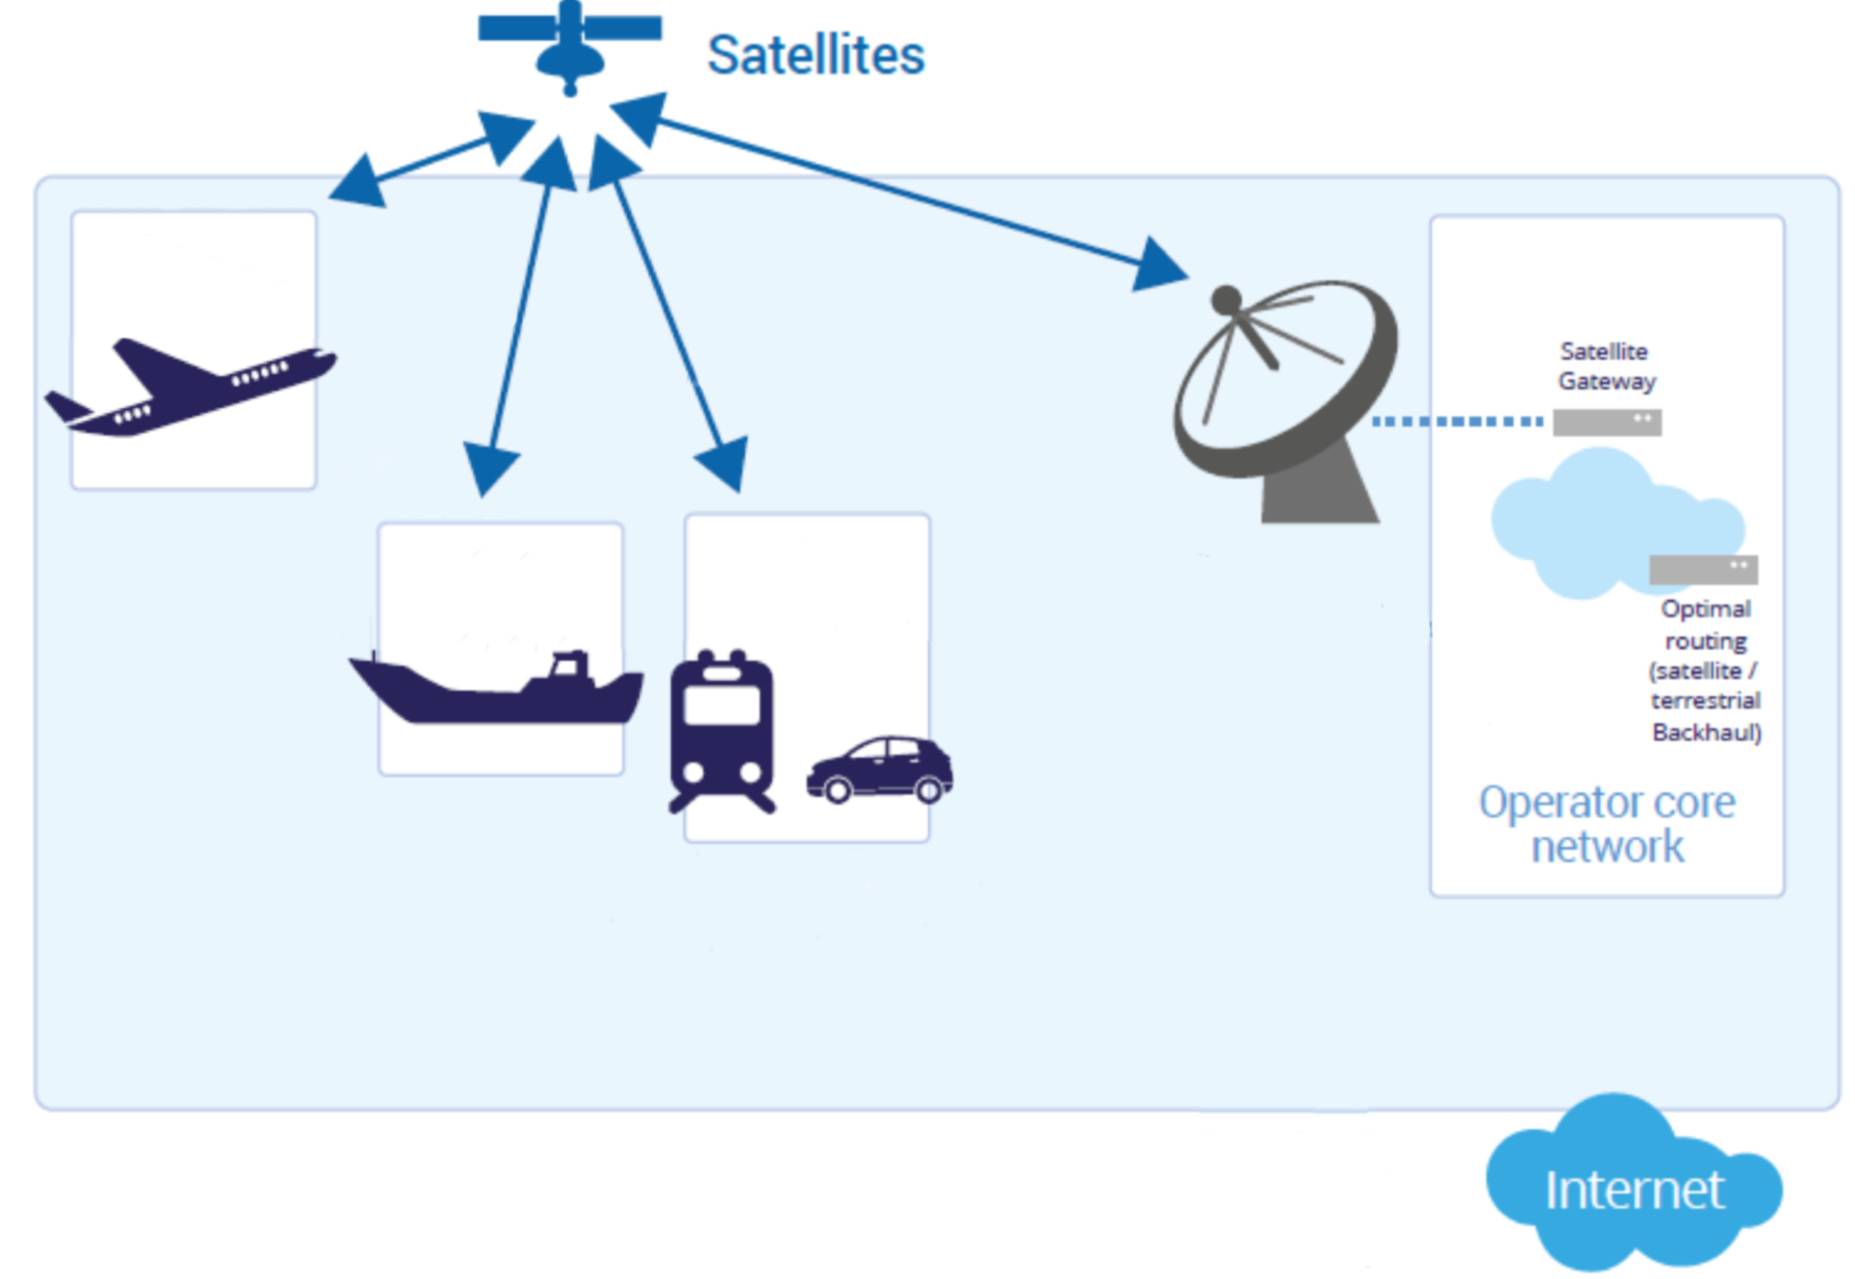 Satellites
Satellite
Gateway
Optimal
routing
(satellite /
terrestrial
Backhaul)
Operator core
network
Internet